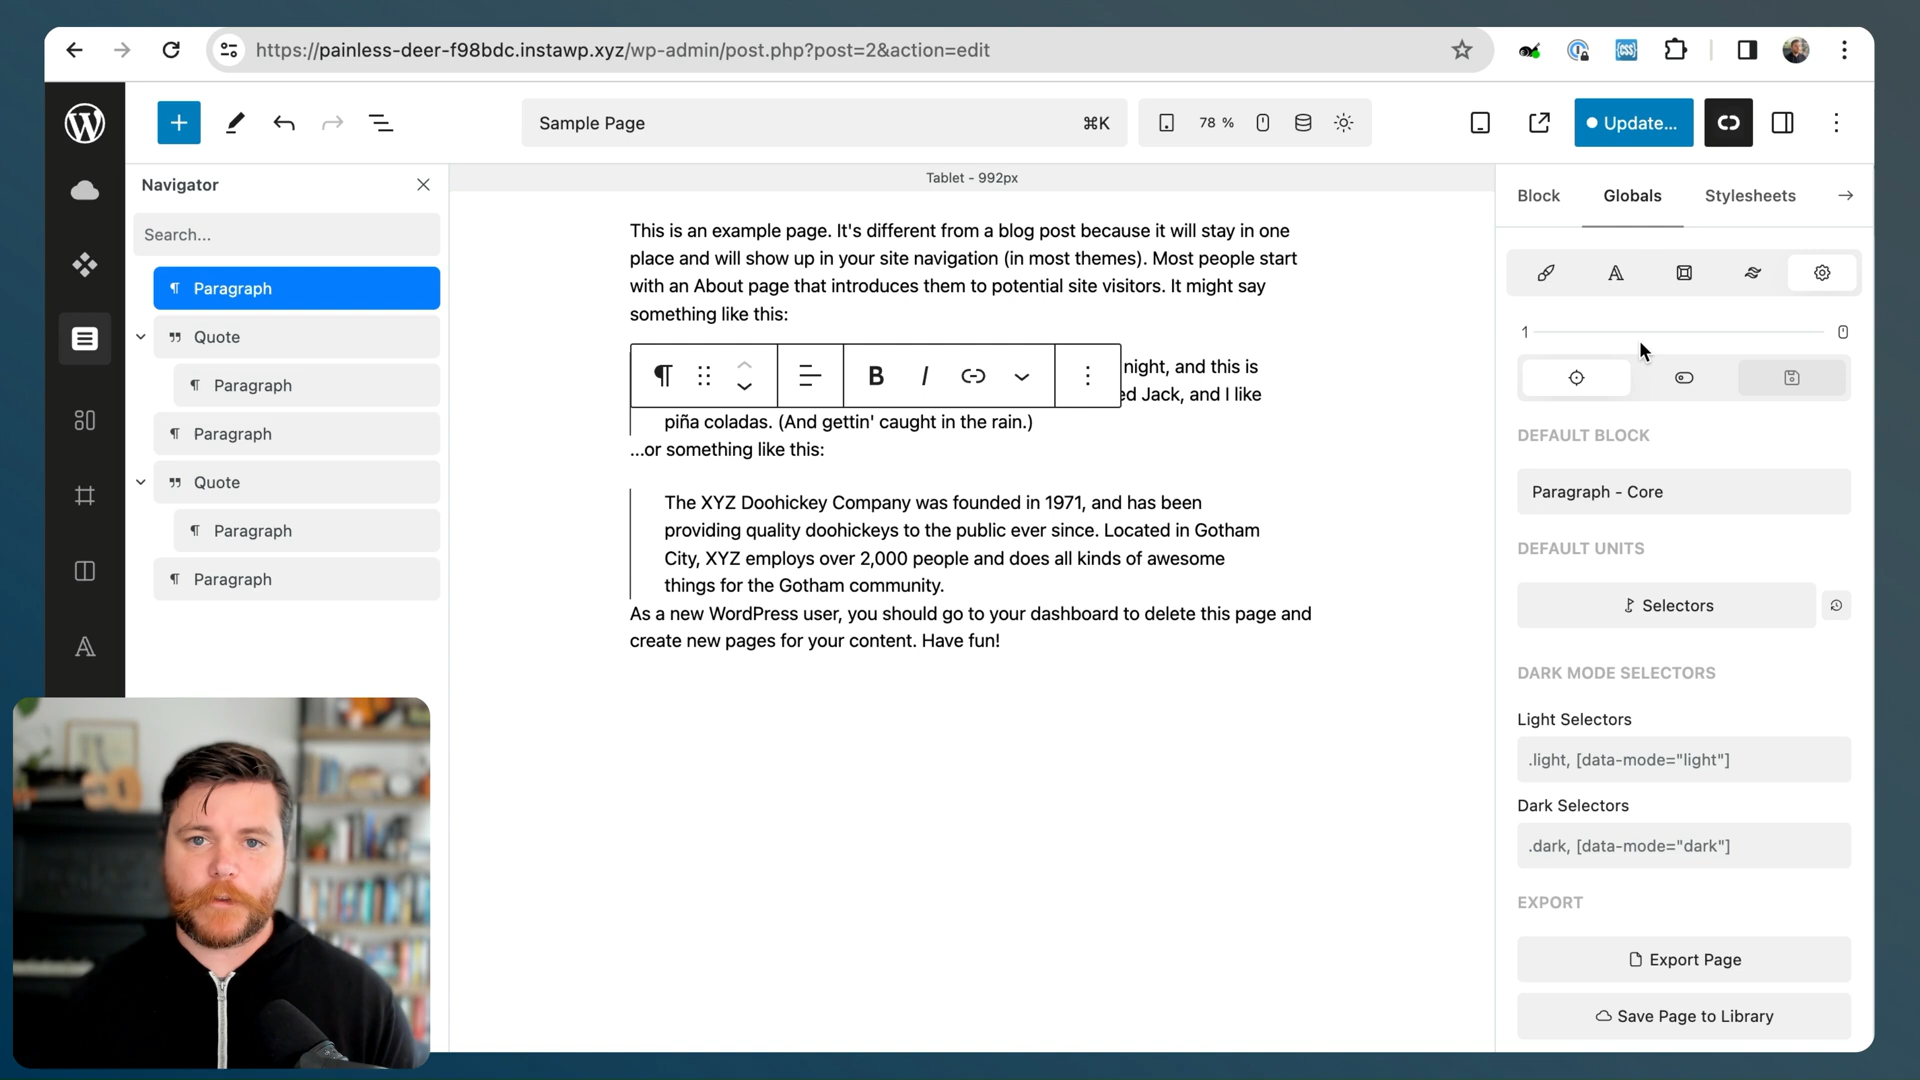 https://painless-deer-f98bdc.instawp.xyz/wp-admin/post.php?post=2&action=edit
{css}
Sample Page
⌘K
78 %
Update...
Navigator
Search...
Paragraph
Quote
Paragraph
Paragraph
Quote
Paragraph
Paragraph
Tablet - 992px
This is an example page. It's different from a blog post because it will stay in one
place and will show up in your site navigation (in most themes). Most people start
with an About page that introduces them to potential site visitors. It might say
something like this:
B
I
night, and this is
ed Jack, and I like
piña coladas. (And gettin' caught in the rain.)
...or something like this:
The XYZ Doohickey Company was founded in 1971, and has been
providing quality doohickeys to the public ever since. Located in Gotham
City, XYZ employs over 2,000 people and does all kinds of awesome
things for the Gotham community.
As a new WordPress user, you should go to your dashboard to delete this page and
create new pages for your content. Have fun!
Block
Globals
Stylesheets
1
DEFAULT BLOCK
Paragraph - Core
DEFAULT UNITS
Selectors
DARK MODE SELECTORS
Light Selectors
.light, [data-mode="light"]
Dark Selectors
.dark, [data-mode="dark"]
EXPORT
Export Page
Save Page to Library